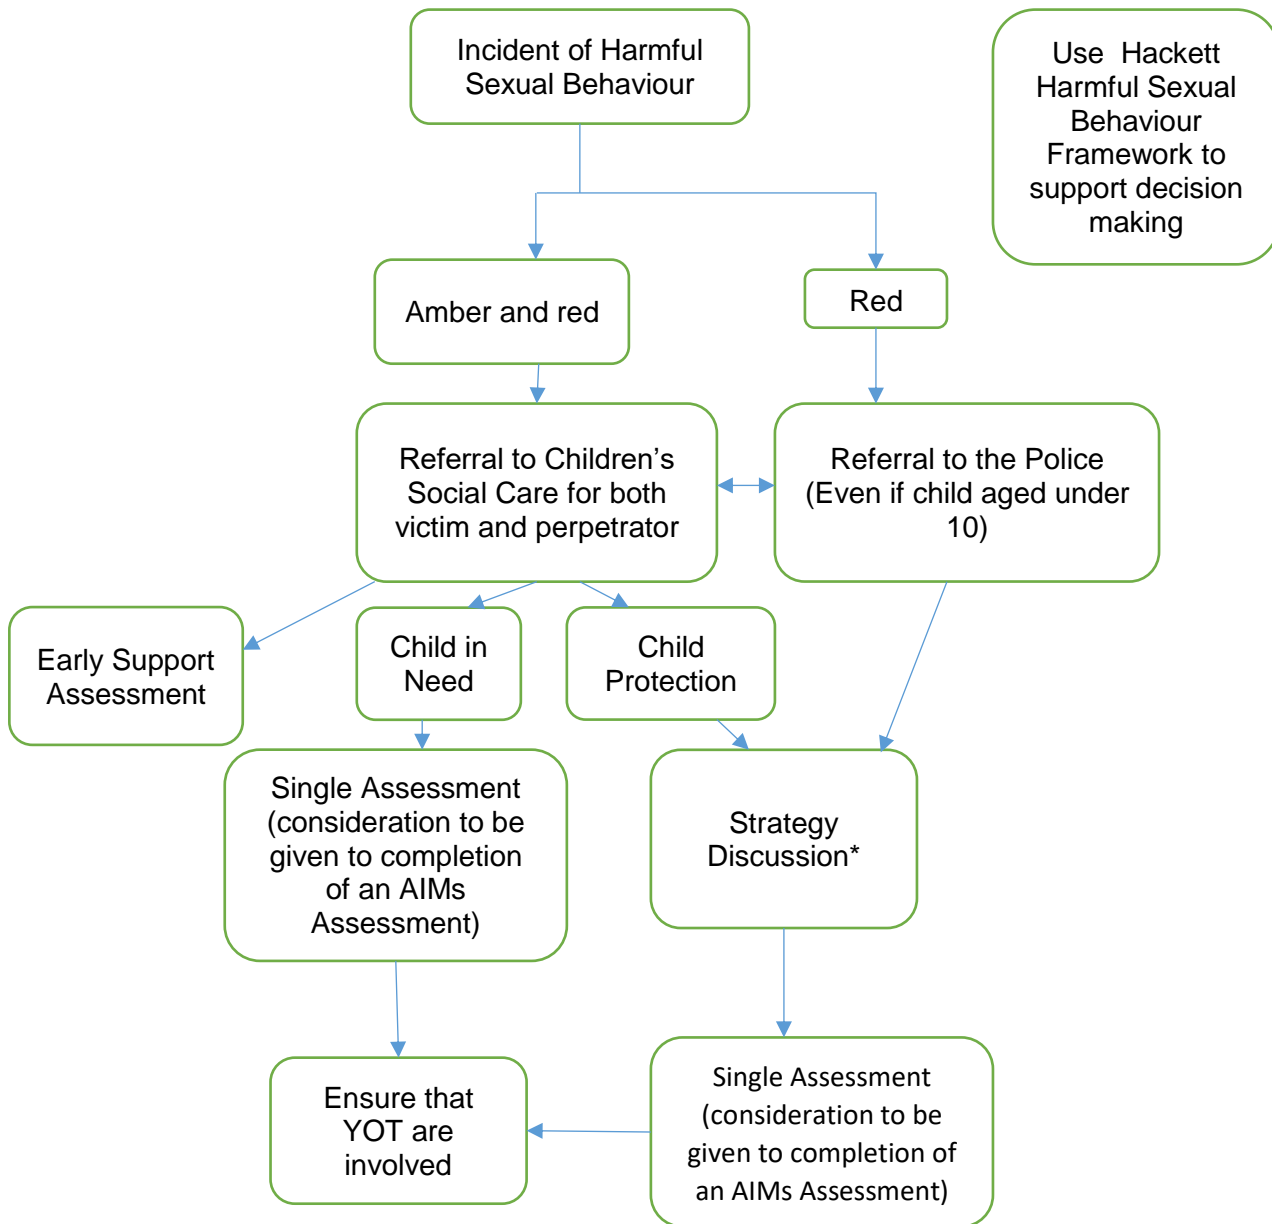 Incident of Harmful
Sexual Behaviour
Use Hackett
Harmful Sexual
Behaviour
Framework to
support decision
making
Amber and red
Red
Referral to Children’s
Social Care for both
victim and perpetrator
Referral to the Police
(Even if child aged under
10)
Early Support
Assessment
Child in
Need
Child
Protection
Single Assessment
(consideration to be
given to completion
of an AIMs
Assessment)
Strategy
Discussion*
Ensure that
YOT are
involved
Single Assessment
(consideration to be
given to completion of
an AIMs Assessment)